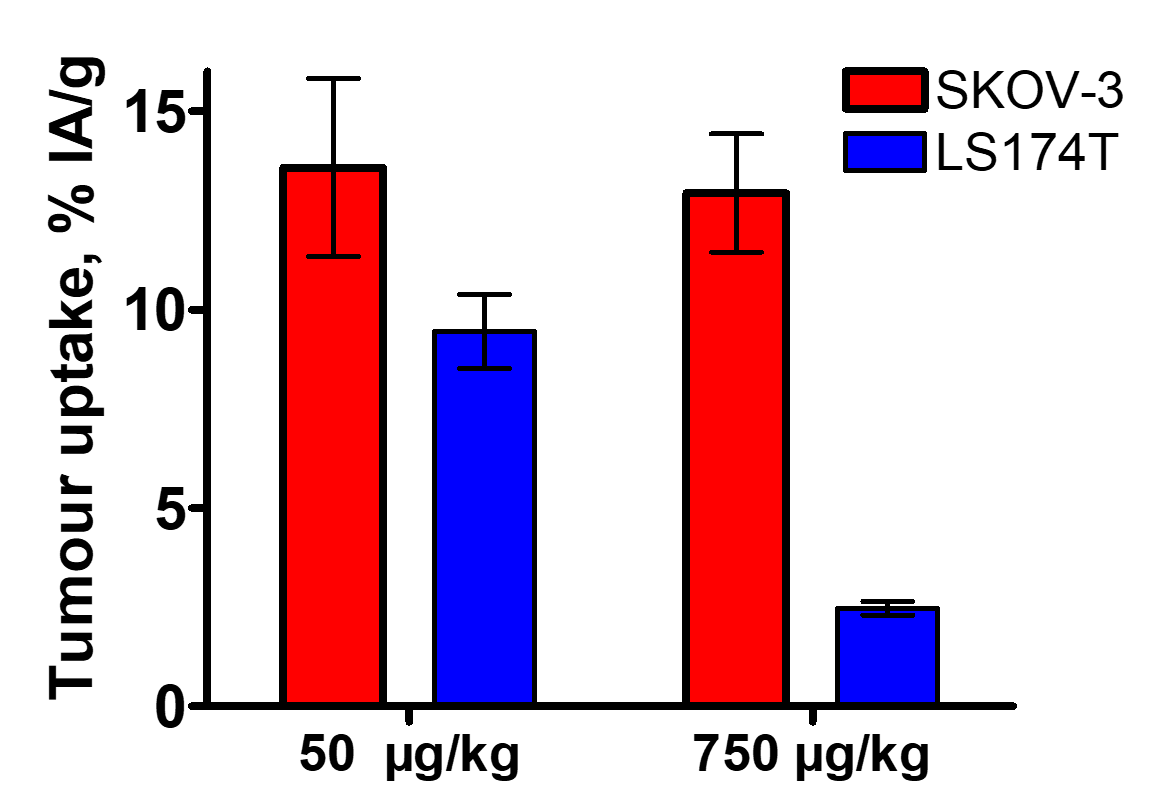 Tumour uptake, % IA/g
15
10
5
0
50 µg/kg
750 µg/kg
SKOV-3
LS174T